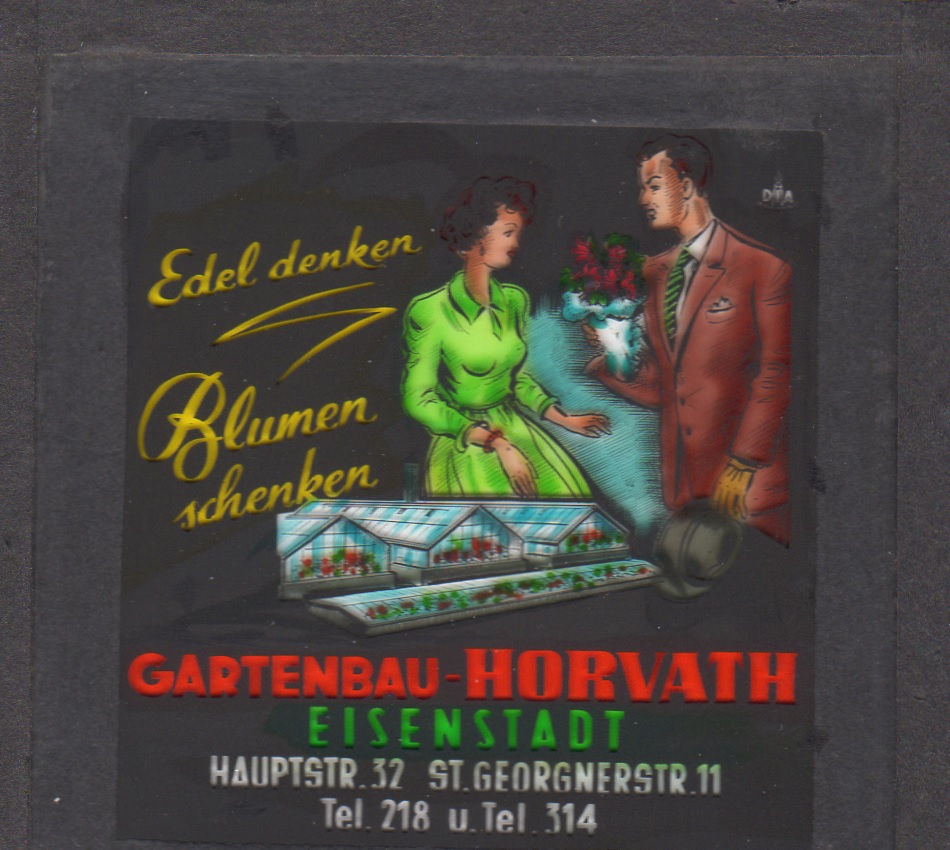 Edel denken
Blumen
schenken
GARTENBAU-HORVATH
EISENSTADT
HAUPTSTR.32 ST.GEORGNERSTR.11
Tel. 218 u. Tel. 314